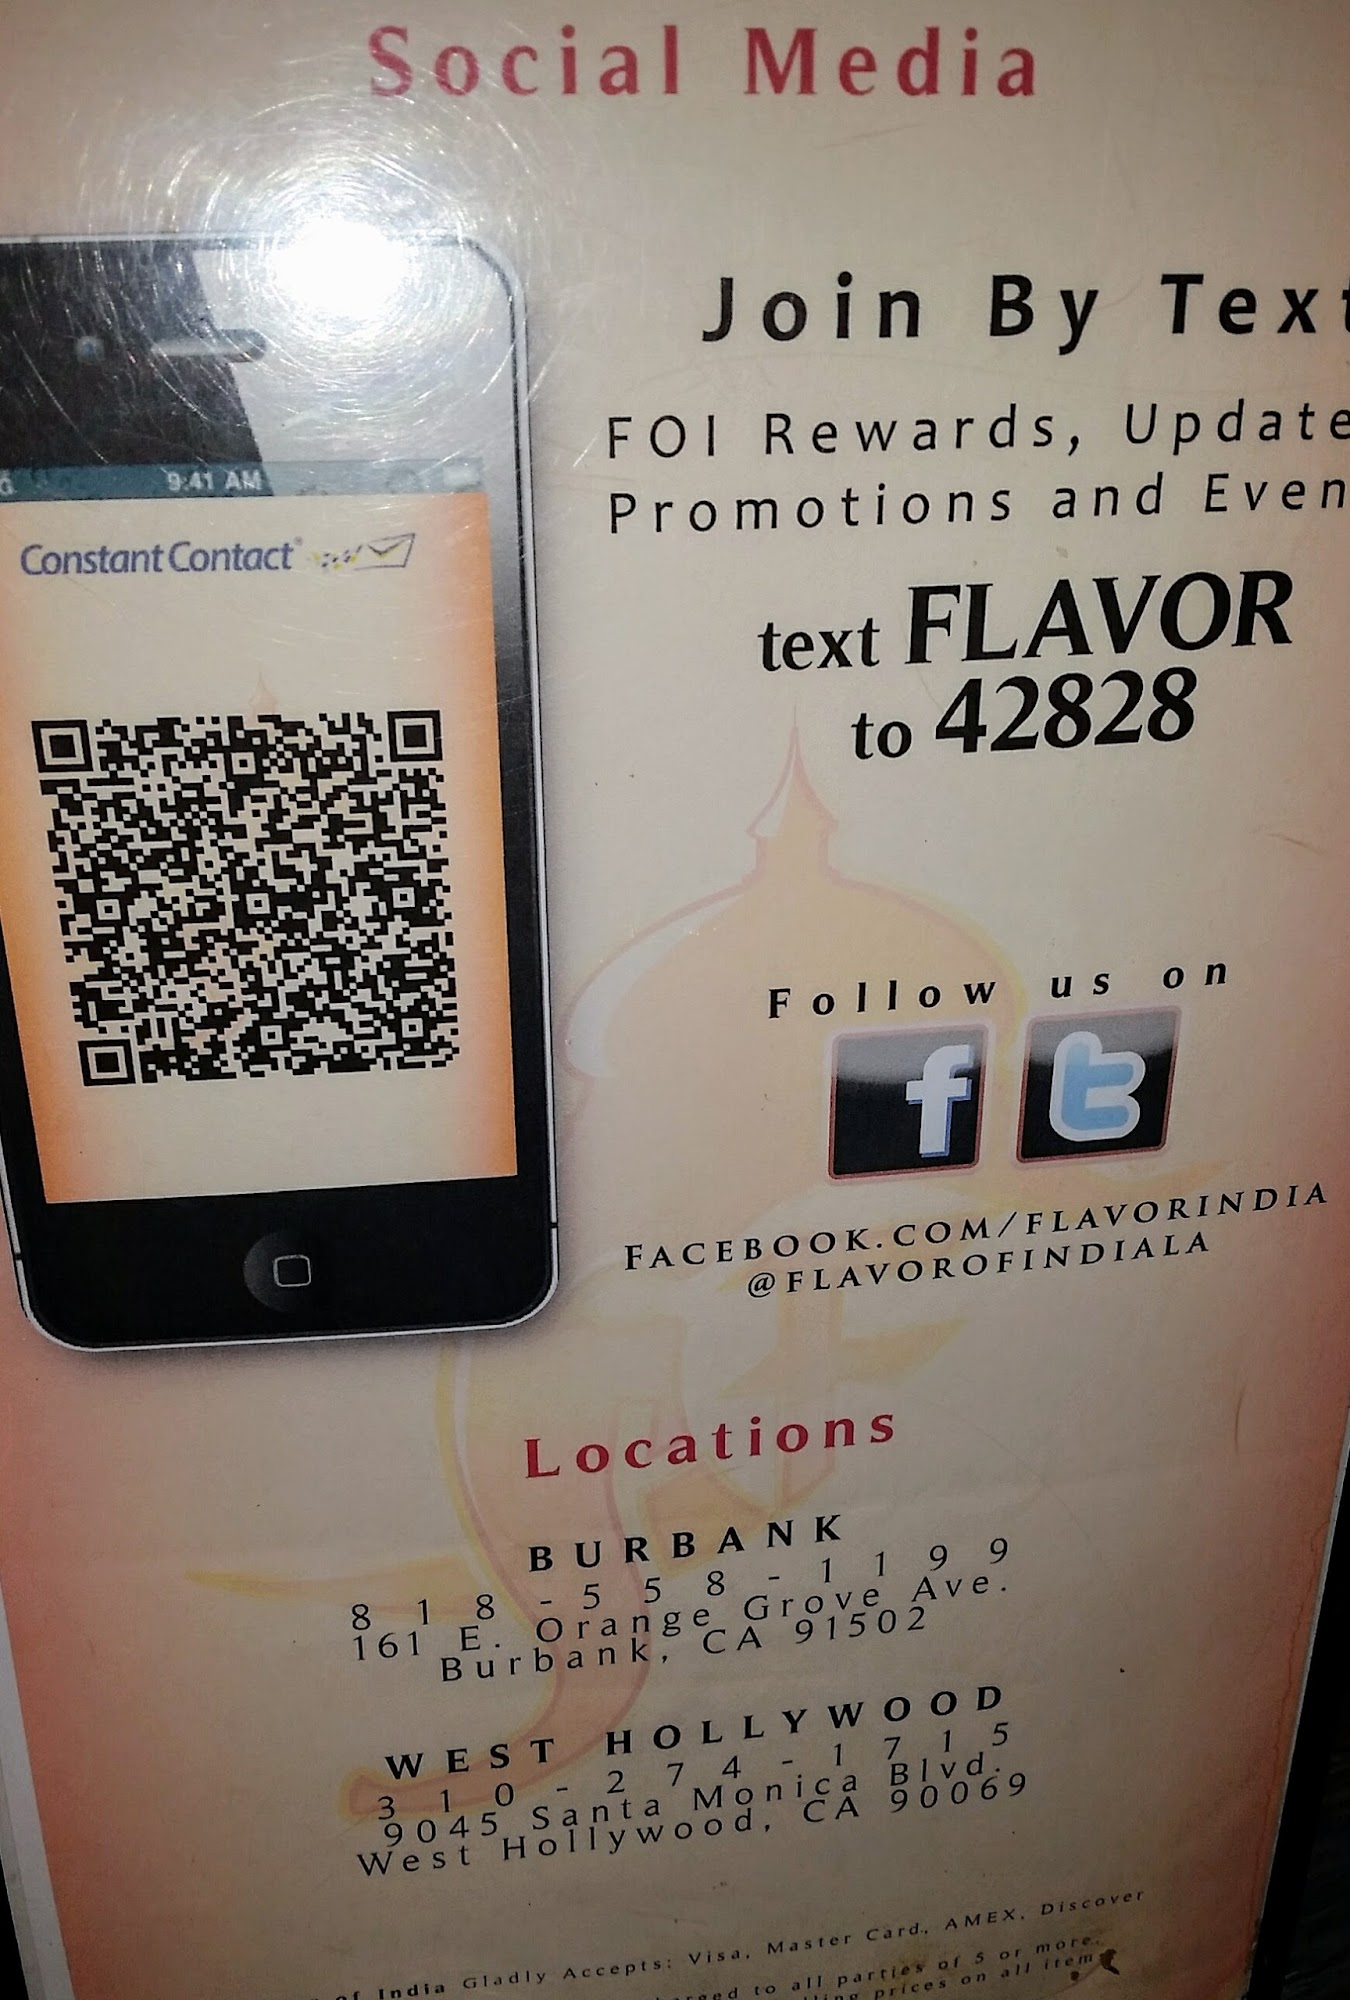 Social Media
9:41 AM
Constant Contact
Join By Text
FOI Rewards, Update
Promotions and Even
text FLAVOR
to 42828
Follow us on
f t
FACEBOOK.COM/FLAVORINDIA
@FLAVOROFINDIALA
Locations
BURBANK
818-558-1199
161 E. Orange Grove Ave.
Burbank, CA 91502
WEST HOLLYWOOD
310-274-1715
9045 Santa Monica Blvd.
West Hollywood, CA 90069
of India Gladly Accepts: Visa, Master Card., AMEX, Discover
to all parties of 5 or more.
prices on all item